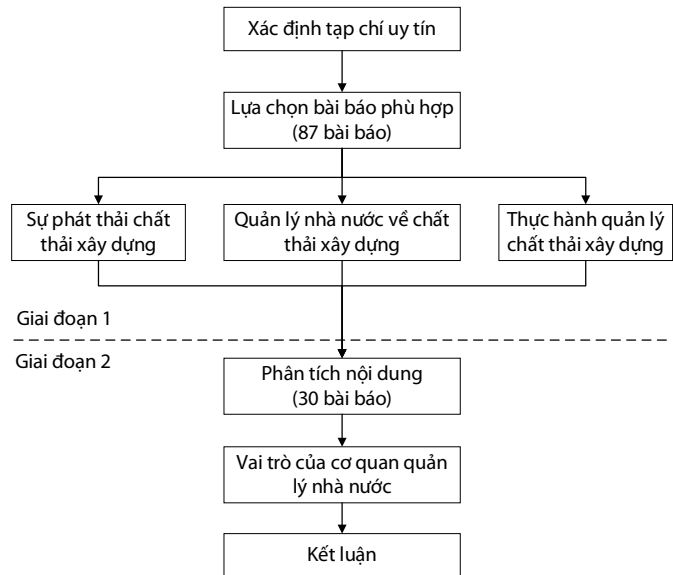 Xác định tạp chí uy tín
Lựa chọn bài báo phù hợp
(87 bài báo)
Sự phát thải chất
thải xây dựng
Quản lý nhà nước về chất
thải xây dựng
Thực hành quản lý
chất thải xây dựng
Giai đoạn 1
Giai đoạn 2
Phân tích nội dung
(30 bài báo)
Vai trò của cơ quan quản
lý nhà nước
Kết luận